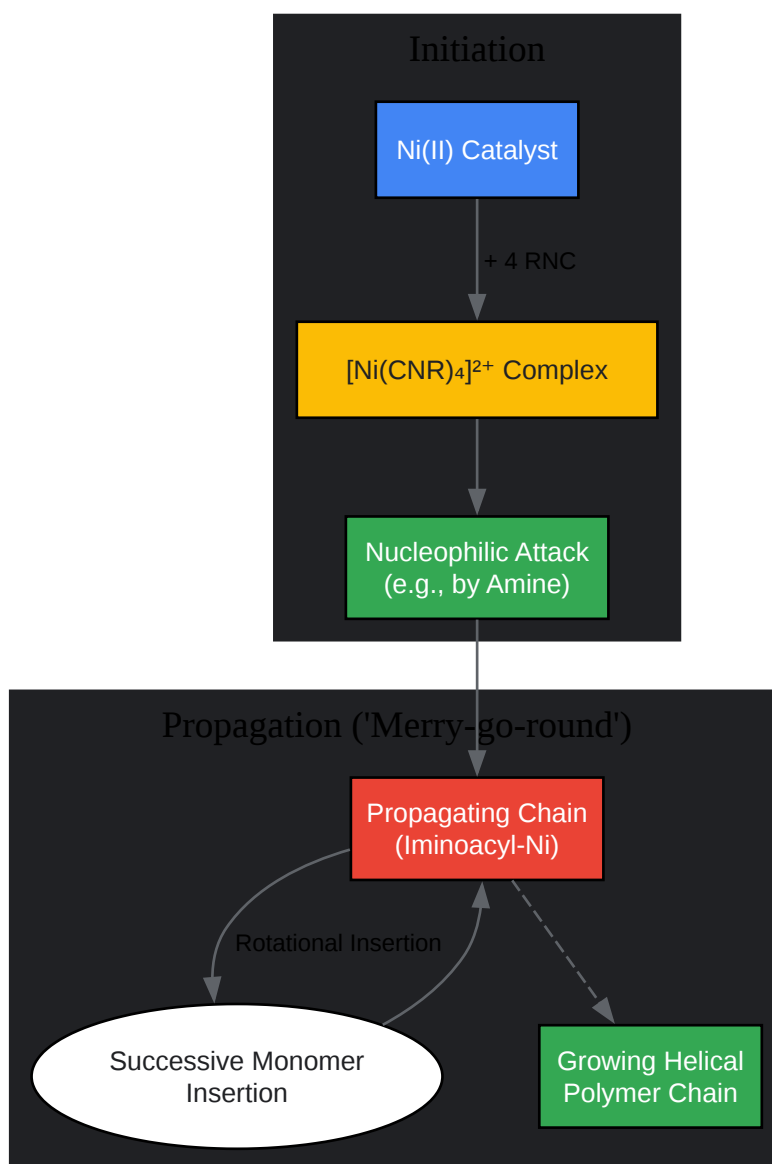 Initiation
Ni(II) Catalyst
+ 4 RNC
[Ni(CNR)₄]²⁺ Complex
Nucleophilic Attack
(e.g., by Amine)
Propagation ('Merry-go-round')
Propagating Chain
(Iminoacyl-Ni)
Rotational Insertion
Successive Monomer
Insertion
Growing Helical
Polymer Chain